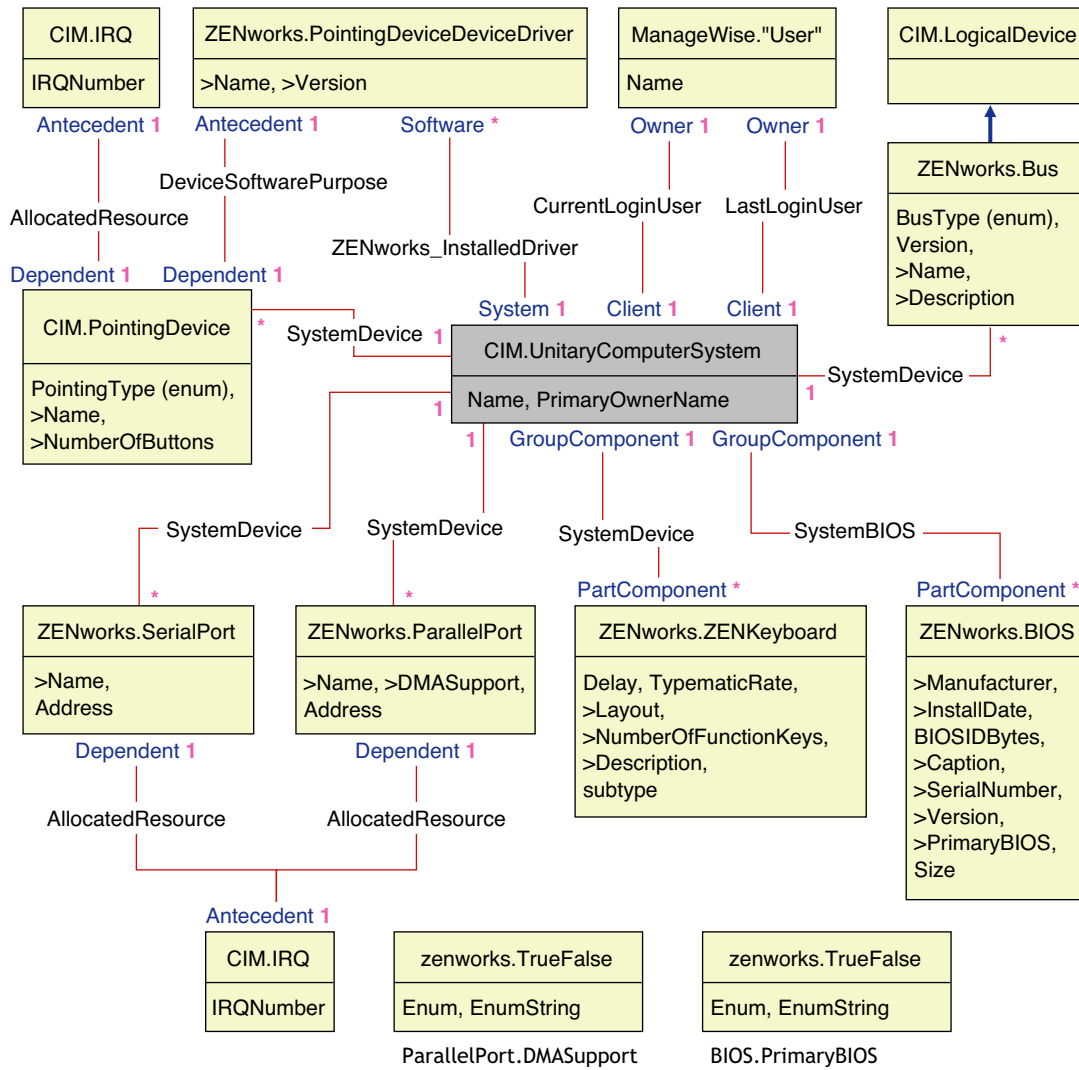 CIM.IRQ
IRQNumber
ZENworks.PointingDeviceDeviceDriver
>Name, >Version
ManageWise."User"
Name
CIM.LogicalDevice
Antecedent 1
Antecedent 1
Software *
Owner 1
Owner 1
AllocatedResource
DeviceSoftwarePurpose
ZENworks_InstalledDriver
CurrentLoginUser
LastLoginUser
ZENworks.Bus
BusType (enum),
Version,
>Name,
>Description
Dependent 1
Dependent 1
System 1
Client 1
Client 1
CIM.PointingDevice
PointingType (enum),
>Name,
>NumberOfButtons
*
SystemDevice
1
CIM.UnitaryComputerSystem
Name, PrimaryOwnerName
*
SystemDevice
1
1
1
GroupComponent 1
GroupComponent 1
SystemDevice
SystemDevice
SystemDevice
SystemBIOS
*
*
PartComponent *
PartComponent *
ZENworks.SerialPort
>Name,
Address
ZENworks.ParallelPort
>Name, >DMASupport,
Address
ZENworks.ZENKeyboard
Delay, TypematicRate,
>Layout,
>NumberOfFunctionKeys,
>Description,
subtype
ZENworks.BIOS
>Manufacturer,
>InstallDate,
BIOSIDBytes,
>Caption,
>SerialNumber,
>Version,
>PrimaryBIOS,
Size
Dependent 1
Dependent 1
AllocatedResource
AllocatedResource
Antecedent 1
CIM.IRQ
IRQNumber
zenworks.TrueFalse
Enum, EnumString
ParallelPort.DMASupport
zenworks.TrueFalse
Enum, EnumString
BIOS.PrimaryBIOS